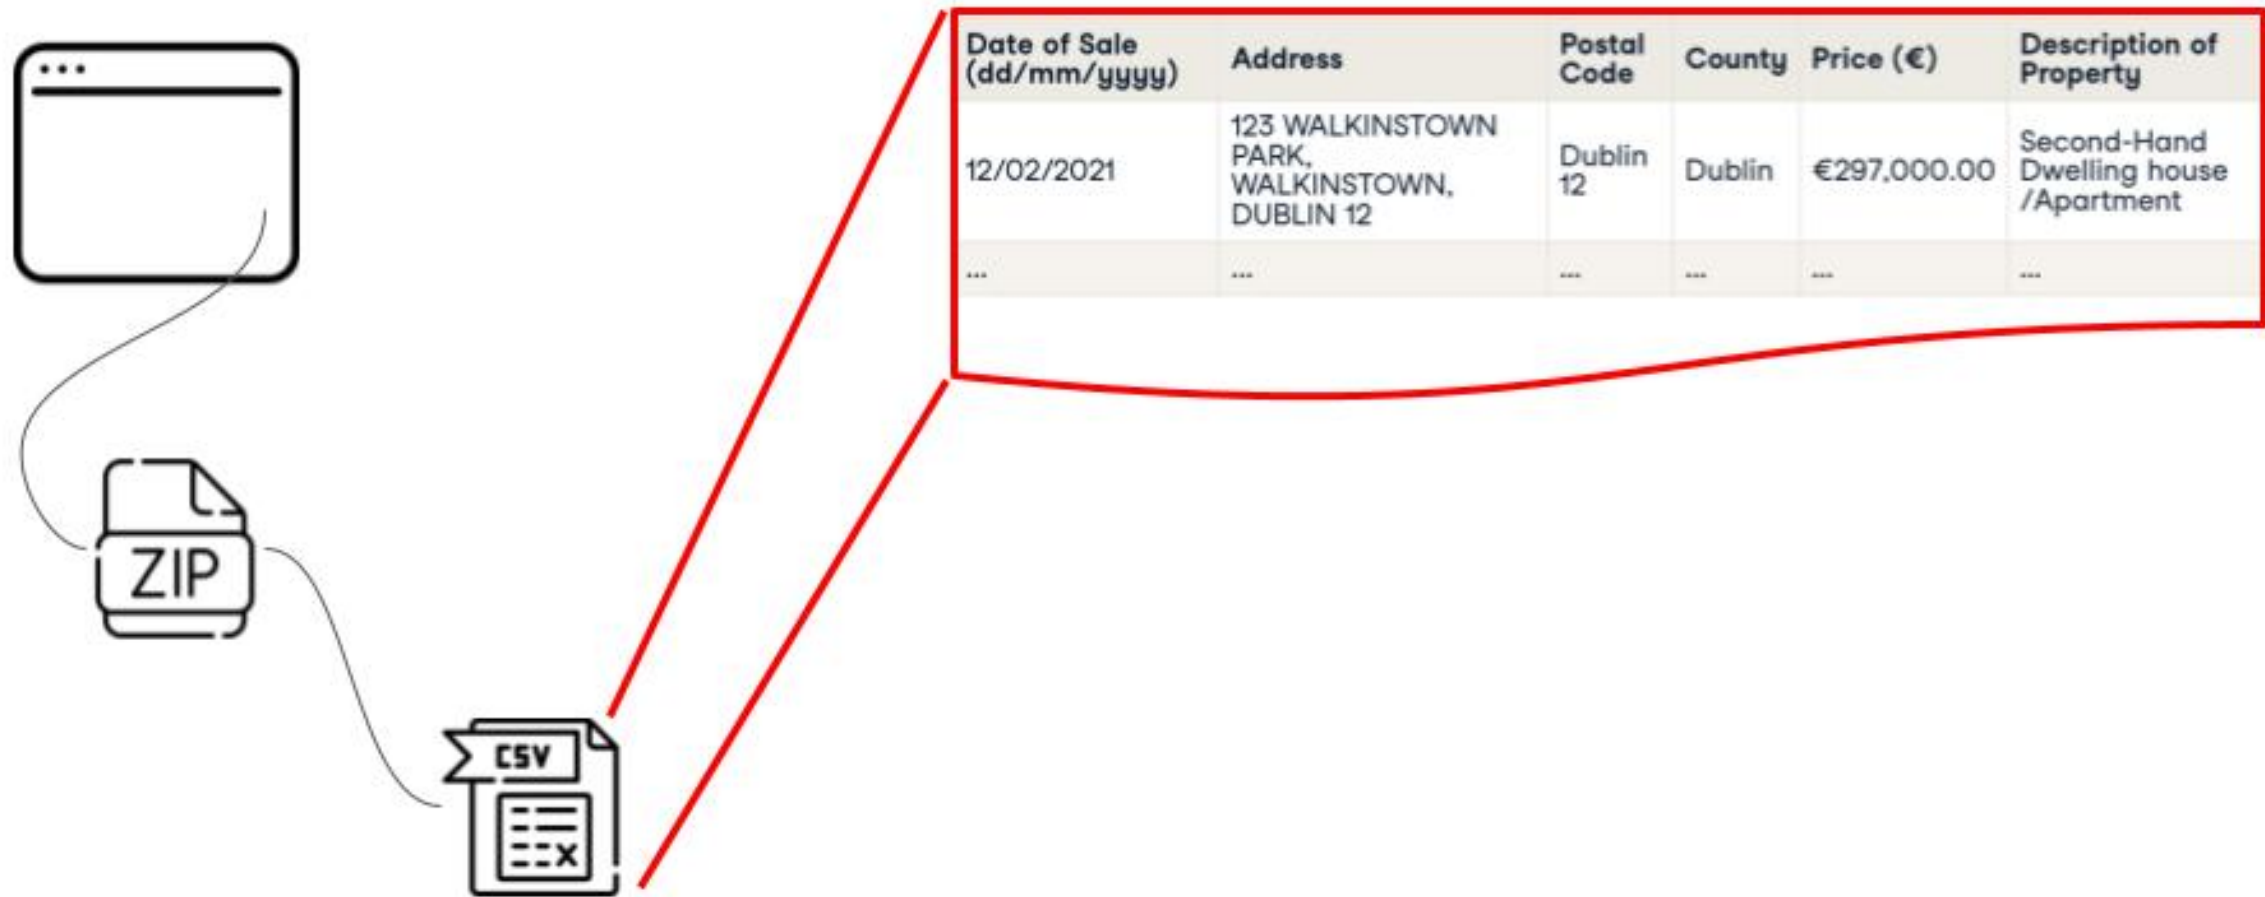 Date of Sale
(dd/mm/yyyy)
Address
Postal
Code
County
Price (€)
Description of
Property
12/02/2021
123 WALKINSTOWN
PARK,
WALKINSTOWN,
DUBLIN 12
Dublin
12
Dublin
€297,000.00
Second-Hand
Dwelling house
/Apartment
...
...
...
...
...
...
ZIP
CSV